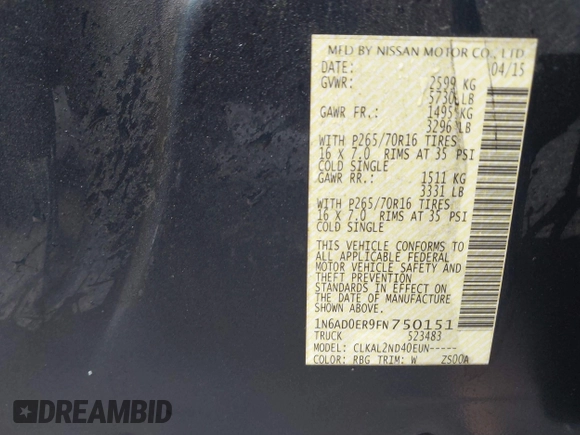 MFD BY NISSAN MOTOR CO., LTD
DATE: 04/15
GVWR: 2599 KG
5730 LB
GAWR FR.: 1495 KG
3296 LB
WITH P265/70R16 TIRES
16 X 7.0 RIMS AT 35 PSI
COLD SINGLE
GAWR RR.: 1511 KG
3331 LB
WITH P265/70R16 TIRES
16 X 7.0 RIMS AT 35 PSI
COLD SINGLE
THIS VEHICLE CONFORMS TO
ALL APPLICABLE FEDERAL
MOTOR VEHICLE SAFETY
AND THEFT PREVENTION
STANDARDS IN EFFECT ON
THE DATE OF MANUFACTURE
SHOWN ABOVE.
1N6AD0ER9FN750151
TRUCK 523483
MODEL: CLKAL2ND40EUN-----
COLOR: RBG TRIM: W ZS00A
DREAMBID